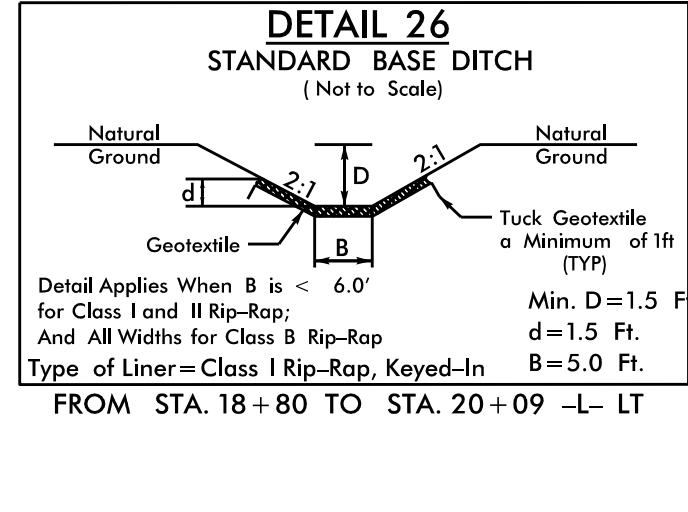 DETAIL 26
STANDARD BASE DITCH
( Not to Scale)
Natural
Ground
Natural
Ground
2:1
2:1
D
d
B
Geotextile
Tuck Geotextile
a Minimum of 1ft
(TYP)
Detail Applies When B is < 6.0'
for Class I and II Rip-Rap;
And All Widths for Class B Rip-Rap
Type of Liner = Class I Rip-Rap, Keyed-In
Min. D = 1.5 Ft
d = 1.5 Ft.
B = 5.0 Ft.
FROM STA. 18+80 TO STA. 20+09 -L- LT